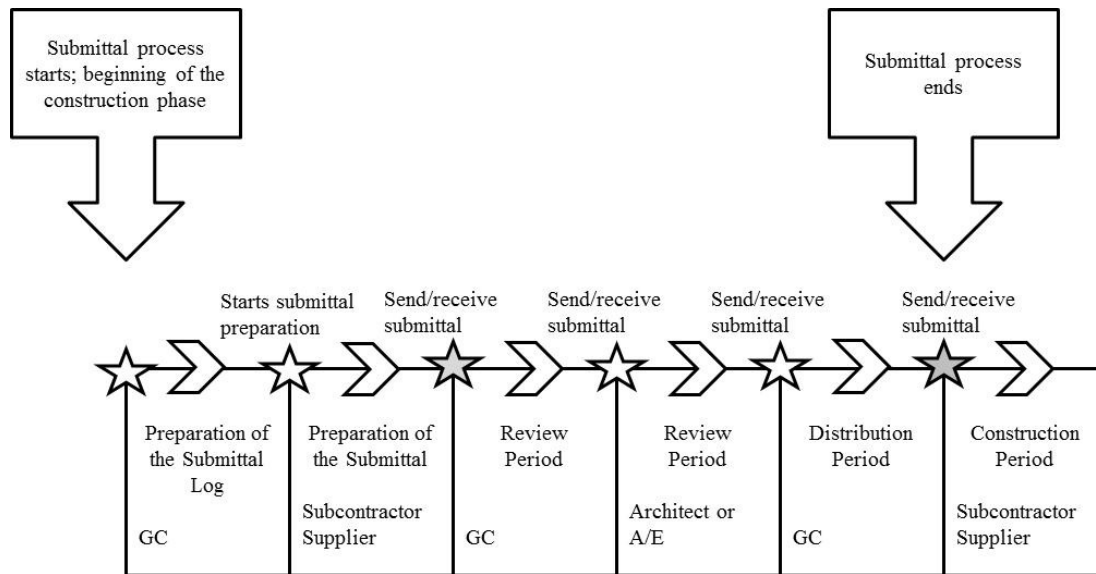 Submittal process
starts; beginning of the
construction phase
Submittal process
ends
Starts submittal
preparation
Send/receive
submittal
Send/receive
submittal
Send/receive
submittal
Send/receive
submittal
Preparation of
the Submittal
Log
GC
Preparation of
the Submittal
Subcontractor
Supplier
Review
Period
GC
Review
Period
Architect or
A/E
Distribution
Period
GC
Construction
Period
Subcontractor
Supplier